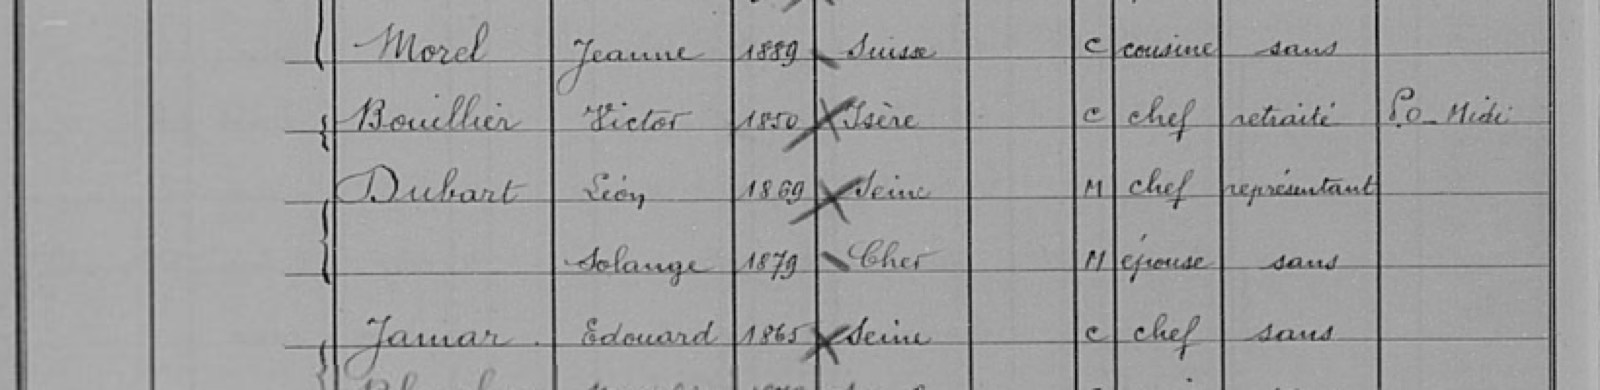 Morel Jeanne 1889 Suisse C cousine sans
Bouillier Victor 1850 Isère C chef retraité P.O_ Midi
Dubart Léon 1869 Seine M chef représentant
Solange 1879 Cher M épouse sans
Jamar Edouard 1865 Seine C chef sans